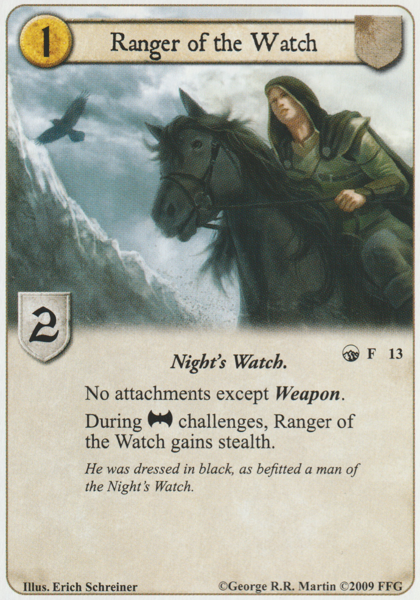 1
Ranger of the Watch
2
Night's Watch.
F 13
No attachments except Weapon.
During challenges, Ranger of
the Watch gains stealth.
He was dressed in black, as befitted a man of
the Night's Watch.
Illus. Erich Schreiner
©George R.R. Martin ©2009 FFG